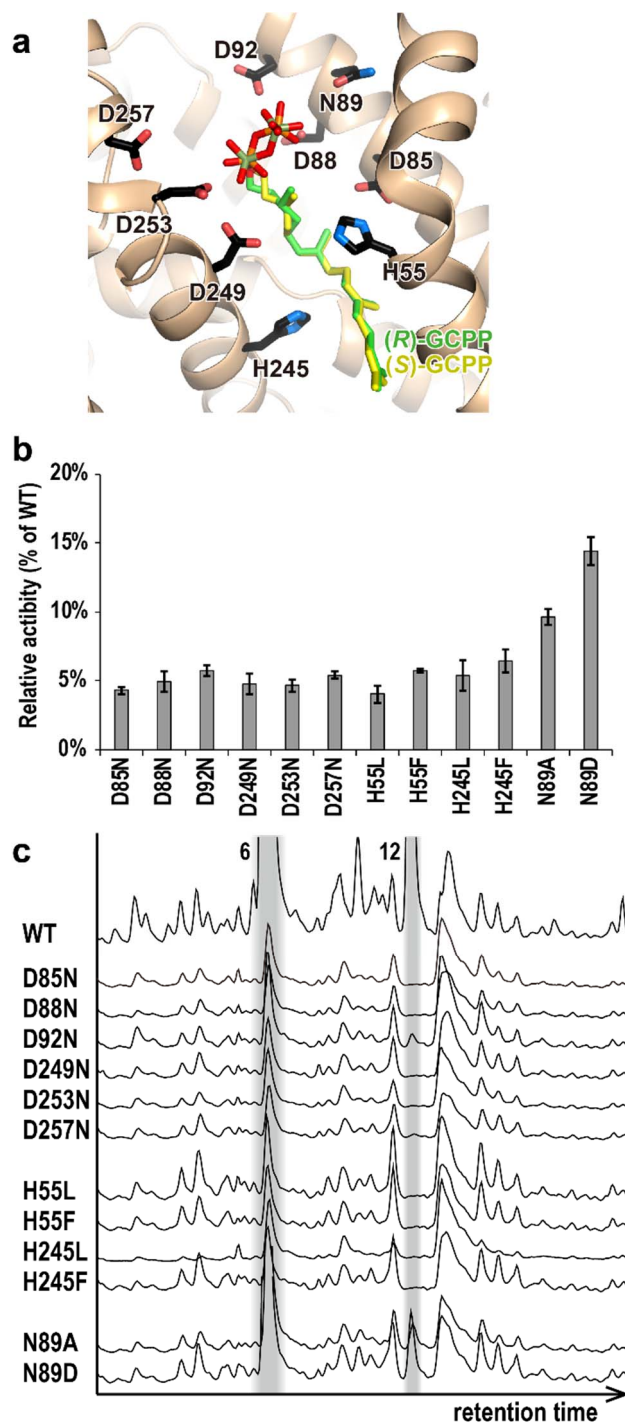 a
D92
N89
D257
D88
D85
D253
D249
H55
H245
(R)-GCPP
(S)-GCPP
b
Relative actibity (% of WT)
20%
15%
10%
5%
0%
D85N
D88N
D92N
D249N
D253N
D257N
H55L
H55F
H245L
H245F
N89A
N89D
c
6
12
WT
D85N
D88N
D92N
D249N
D253N
D257N
H55L
H55F
H245L
H245F
N89A
N89D
retention time